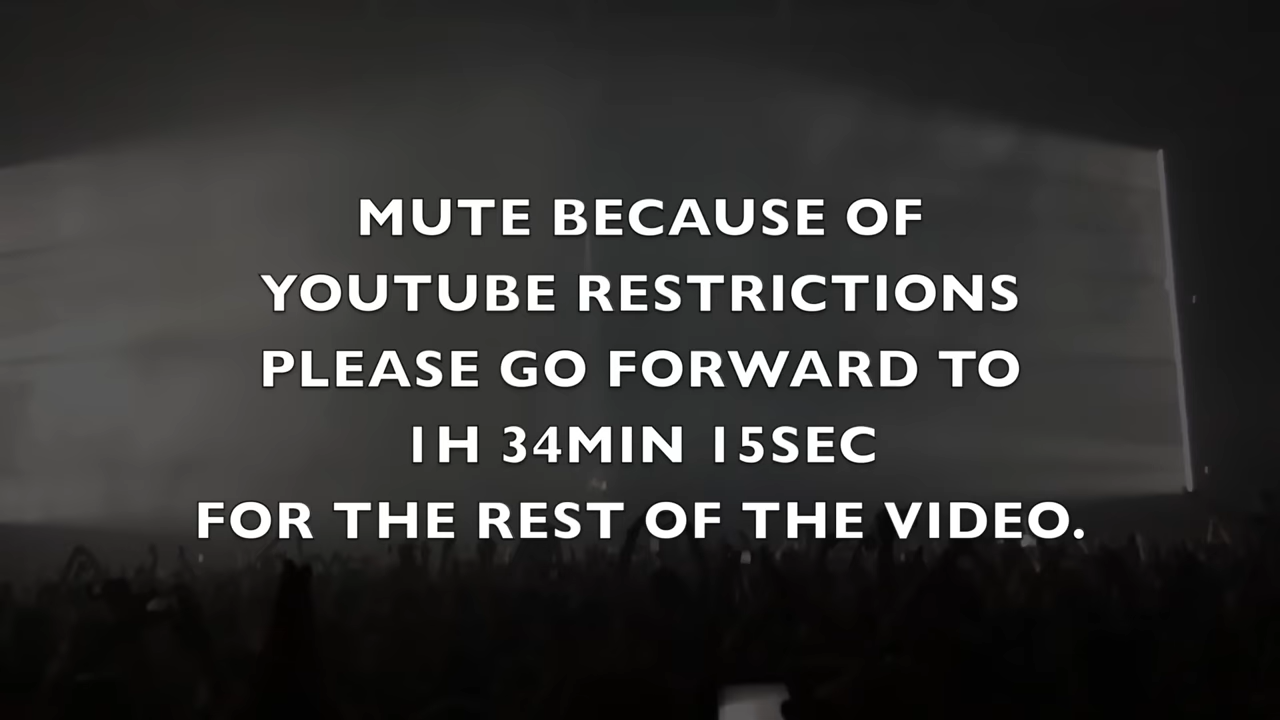 MUTE BECAUSE OF
YOUTUBE RESTRICTIONS
PLEASE GO FORWARD TO
1H 34MIN 15SEC
FOR THE REST OF THE VIDEO.